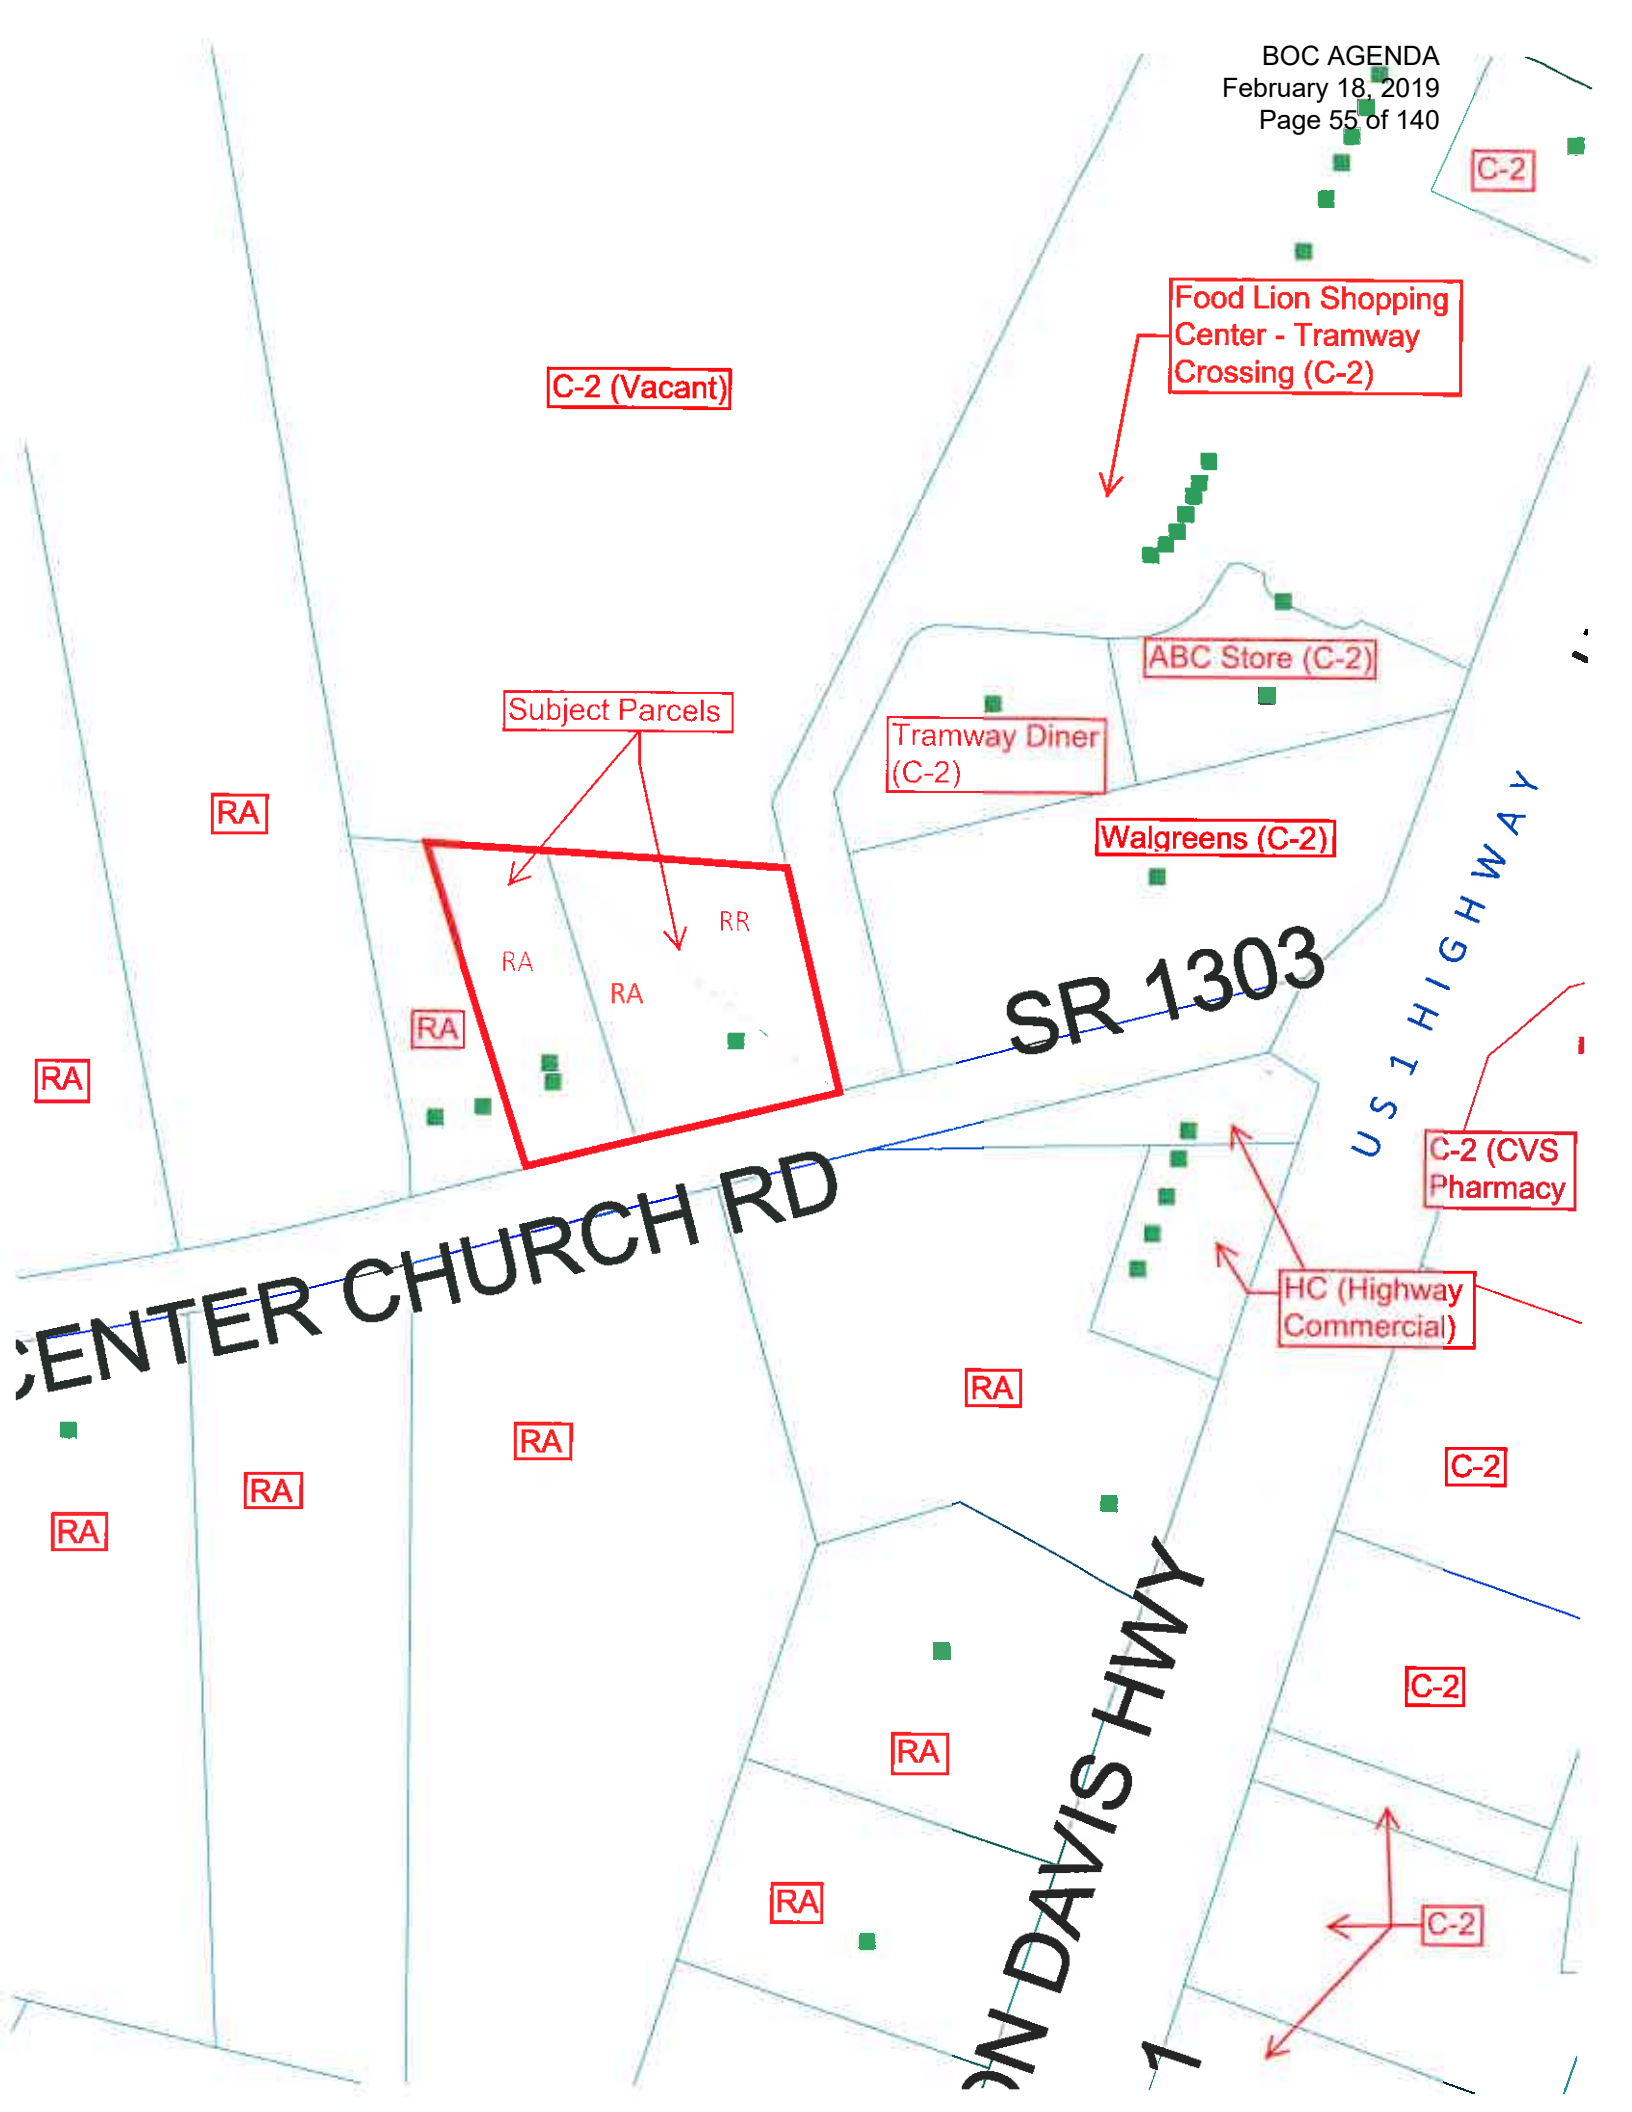 BOC AGENDA
February 18, 2019
Page 55 of 140
C-2
Food Lion Shopping
Center - Tramway
Crossing (C-2)
C-2 (Vacant)
ABC Store (C-2)
Subject Parcels
Tramway Diner
(C-2)
RA
Walgreens (C-2)
US 1 HIGHWAY
RR
RA
RA
RA
RA
SR 1303
C-2 (CVS
Pharmacy
HC (Highway
Commercial)
CENTER CHURCH RD
RA
RA
RA
RA
C-2
C-2
RA
RA
C-2
ON DAVIS HWY
1